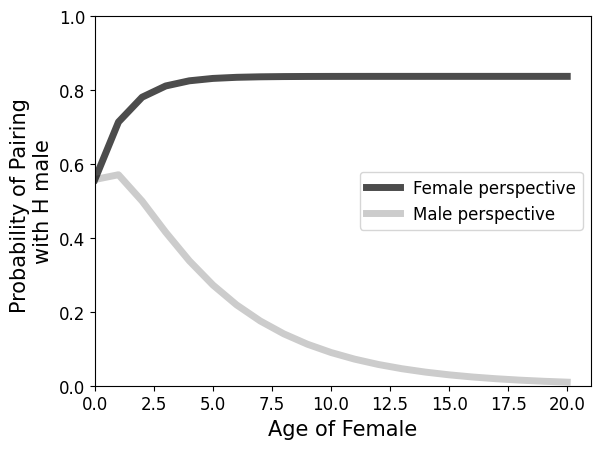 1.0
0.8
0.6
0.4
0.2
0.0
Probability of Pairing
with H male
Female perspective
Male perspective
0.0 2.5 5.0 7.5 10.0 12.5 15.0 17.5 20.0
Age of Female